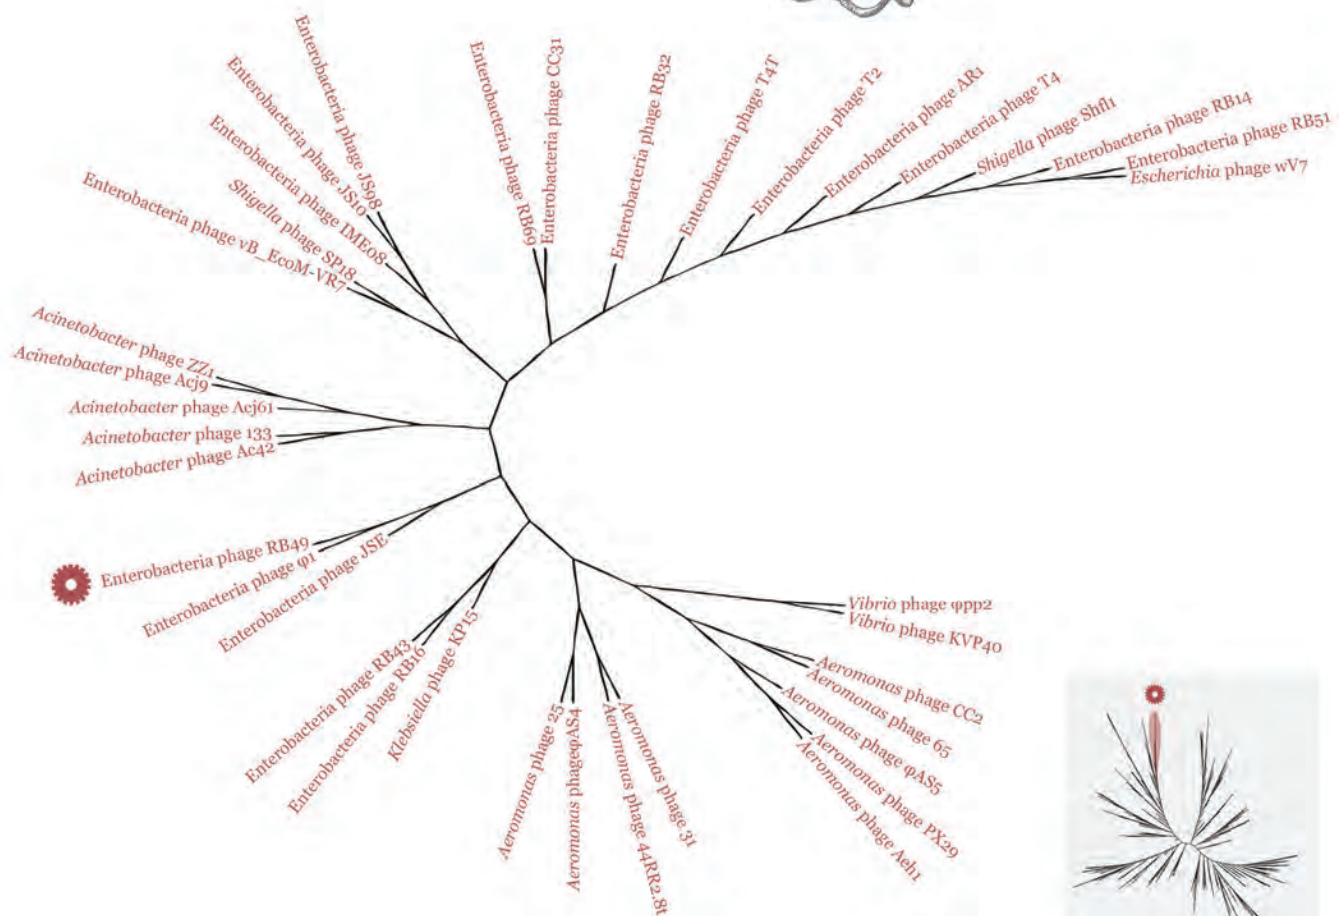 Enterobacteria phage JS98
Enterobacteria phage JS10
Enterobacteria phage IME08
Shigella phage SP18
Enterobacteria phage vB_EcoM-VR7
Enterobacteria phage RB69
Enterobacteria phage CC31
Enterobacteria phage RB32
Enterobacteria phage T4T
Enterobacteria phage T2
Enterobacteria phage AR1
Enterobacteria phage T4
Shigella phage Shfl1
Enterobacteria phage RB14
Enterobacteria phage RB51
Escherichia phage wV7
Acinetobacter phage ZZ1
Acinetobacter phage Acj9
Acinetobacter phage Acj61
Acinetobacter phage 133
Acinetobacter phage Ac42
Enterobacteria phage RB49
Enterobacteria phage φ1
Enterobacteria phage JSE
Enterobacteria phage RB43
Enterobacteria phage RB16
Klebsiella phage KP15
Aeromonas phage 25
Aeromonas phageφAS4
Aeromonas phage 44RR2.8t
Aeromonas phage 31
Vibrio phage φpp2
Vibrio phage KVP40
Aeromonas phage CC2
Aeromonas phage 65
Aeromonas phage φAS5
Aeromonas phage PX29
Aeromonas phage Aeh1